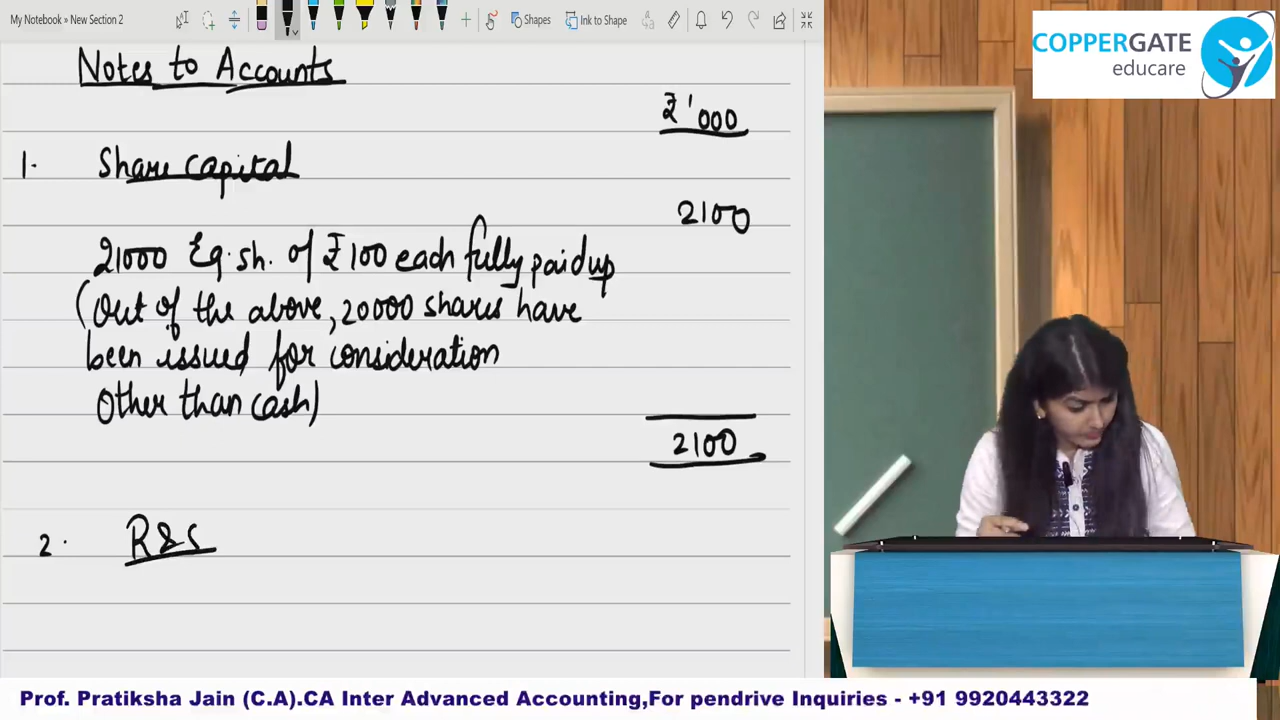 My Notebook » New Section 2
Shapes
Ink to Shape
COPPERGATE
educare
Notes to Accounts
₹'000
1. Share Capital
2100
21000 Eq. sh. of ₹100 each fully paid up
(Out of the above, 20000 shares have
been issued for consideration
Other than cash)
2100
2. R&S
Prof. Pratiksha Jain (C.A).CA Inter Advanced Accounting,For pendrive Inquiries - +91 9920443322